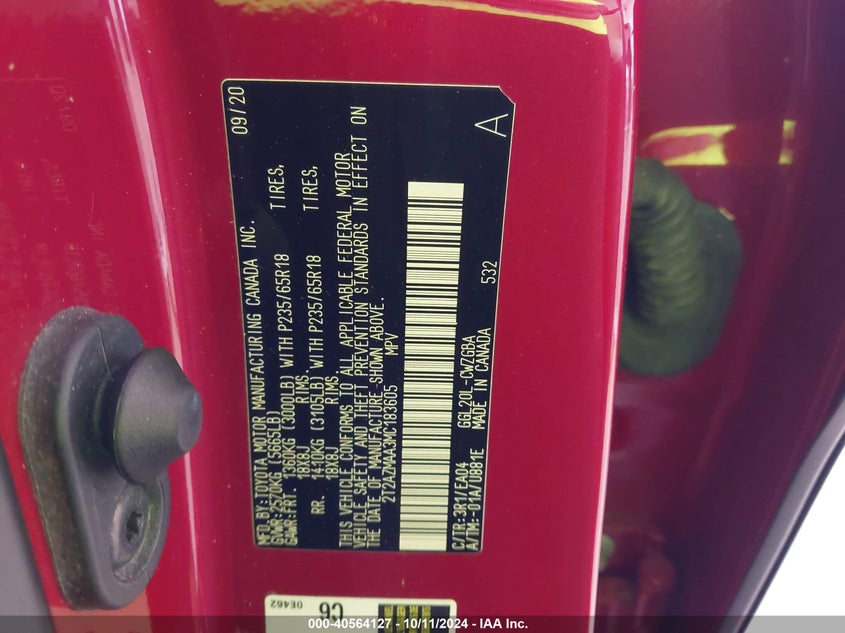 MFD.BY:TOYOTA MOTOR MANUFACTURING CANADA INC. 09/20
GVWR:2570KG (5665LB)
GAWR:FRT. 1360KG (3000LB) WITH P235/65R18 TIRES,
18X8J RIMS,
RR. 1410KG (3105LB) WITH P235/65R18 TIRES,
18X8J RIMS,
THIS VEHICLE CONFORMS TO ALL APPLICABLE FEDERAL MOTOR
VEHICLE SAFETY AND THEFT PREVENTION STANDARDS IN EFFECT ON
THE DATE OF MANUFACTURE SHOWN ABOVE.
2T2AZMAA3MC183605 MPV
A
C/TR:3R1/EA04 GGL20L-CWZGBA 532
A/TM:-01A/U881E MADE IN CANADA
C6
0E462
000-40564127 - 10/11/2024 - IAA Inc.